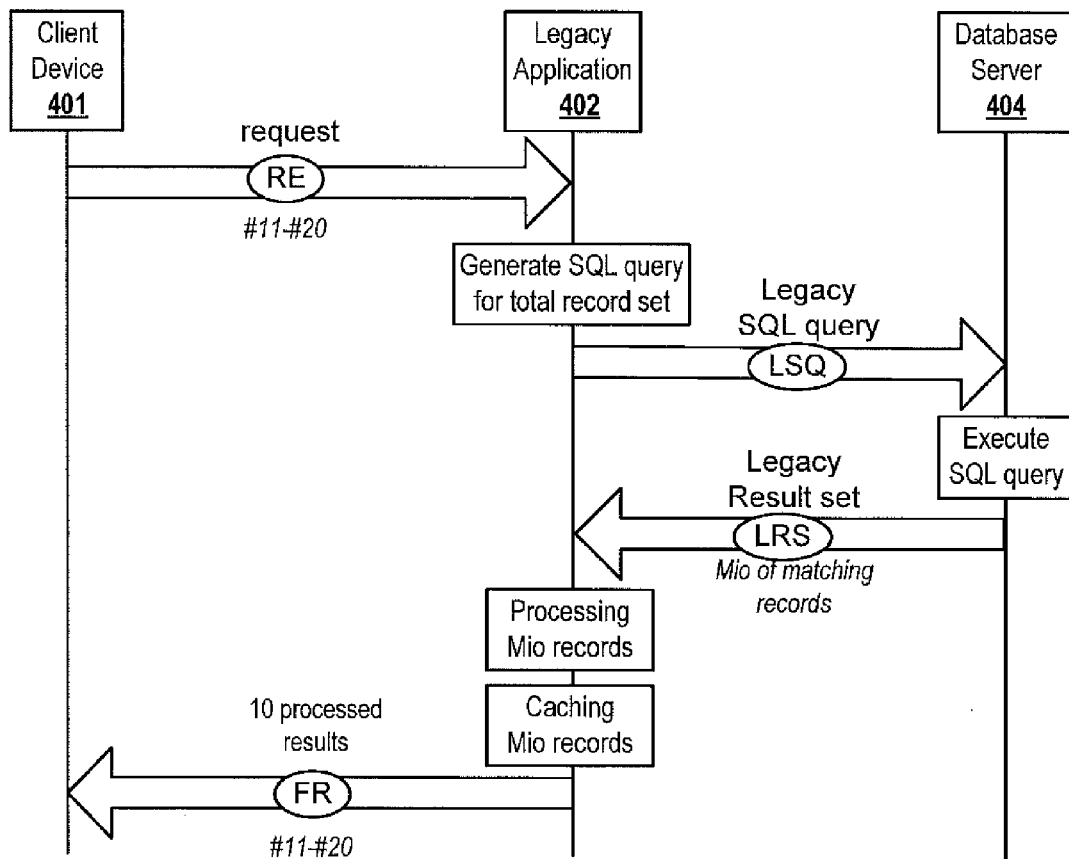 Client
Device
401
Legacy
Application
402
Database
Server
404
request
RE
#11-#20
Generate SQL query
for total record set
Legacy
SQL query
LSQ
Execute
SQL query
Legacy
Result set
LRS
Mio of matching
records
Processing
Mio records
Caching
Mio records
10 processed
results
FR
#11-#20